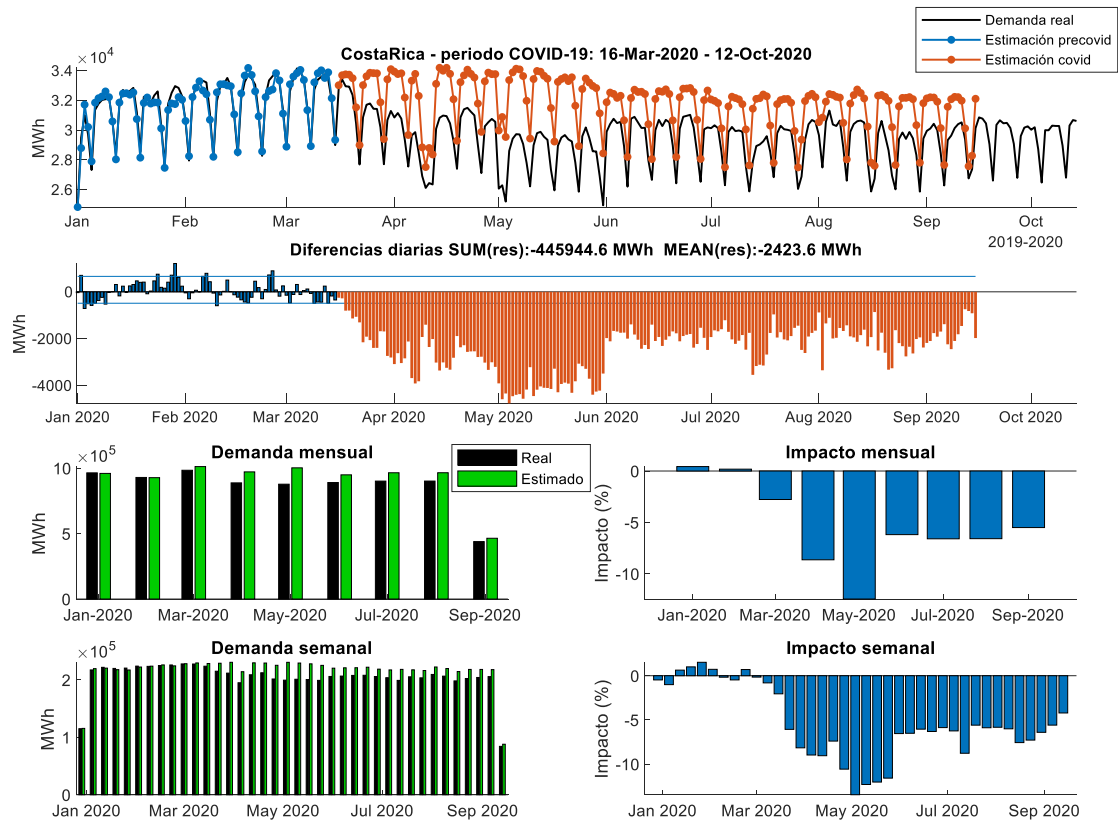 Demanda real
Estimación precovid
Estimación covid
CostaRica - periodo COVID-19: 16-Mar-2020 - 12-Oct-2020
×10⁴
3.4
3.2
3
2.8
2.6
MWh
Jan Feb Mar Apr May Jun Jul Aug Sep Oct
2019-2020
Diferencias diarias SUM(res):-445944.6 MWh MEAN(res):-2423.6 MWh
0
-2000
-4000
MWh
Jan 2020 Feb 2020 Mar 2020 Apr 2020 May 2020 Jun 2020 Jul 2020 Aug 2020 Sep 2020 Oct 2020
Demanda mensual
×10⁵
10
5
0
MWh
Real
Estimado
Jan-2020 Mar-2020 May-2020 Jul-2020 Sep-2020
Impacto mensual
0
-5
-10
Impacto (%)
Jan-2020 Mar-2020 May-2020 Jul-2020 Sep-2020
Demanda semanal
×10⁵
2
1
0
MWh
Jan 2020 Mar 2020 May 2020 Jul 2020 Sep 2020
Impacto semanal
0
-5
-10
Impacto (%)
Jan 2020 Mar 2020 May 2020 Jul 2020 Sep 2020